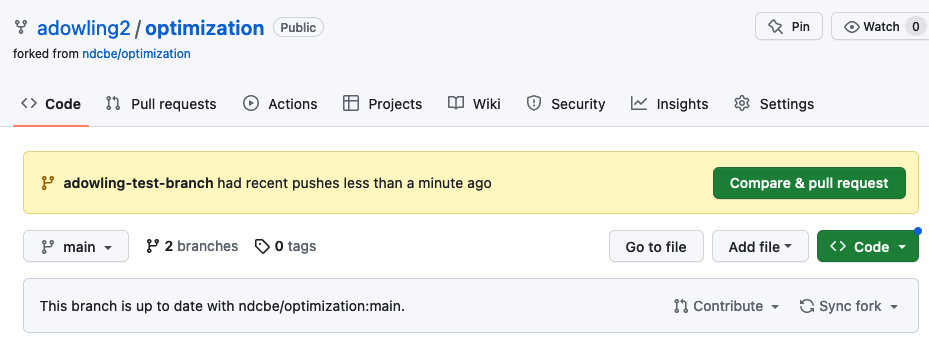 adowling2 / optimization Public Pin Watch 0
forked from ndcbe/optimization
Code Pull requests Actions Projects Wiki Security Insights Settings
adowling-test-branch had recent pushes less than a minute ago Compare & pull request
main 2 branches 0 tags Go to file Add file Code
This branch is up to date with ndcbe/optimization:main. Contribute Sync fork